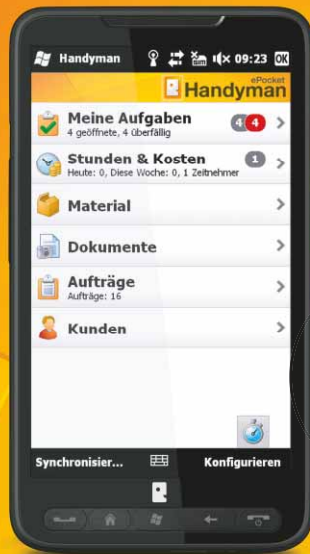 Handyman
09:23 OK
ePocket
Handyman
Meine Aufgaben
4 geöffnete, 4 überfällig
4 4
Stunden & Kosten
Heute: 0, Diese Woche: 0, 1 Zeitnehmer
1
Material
Dokumente
Aufträge
Aufträge: 16
Kunden
Synchronisier...
Konfigurieren